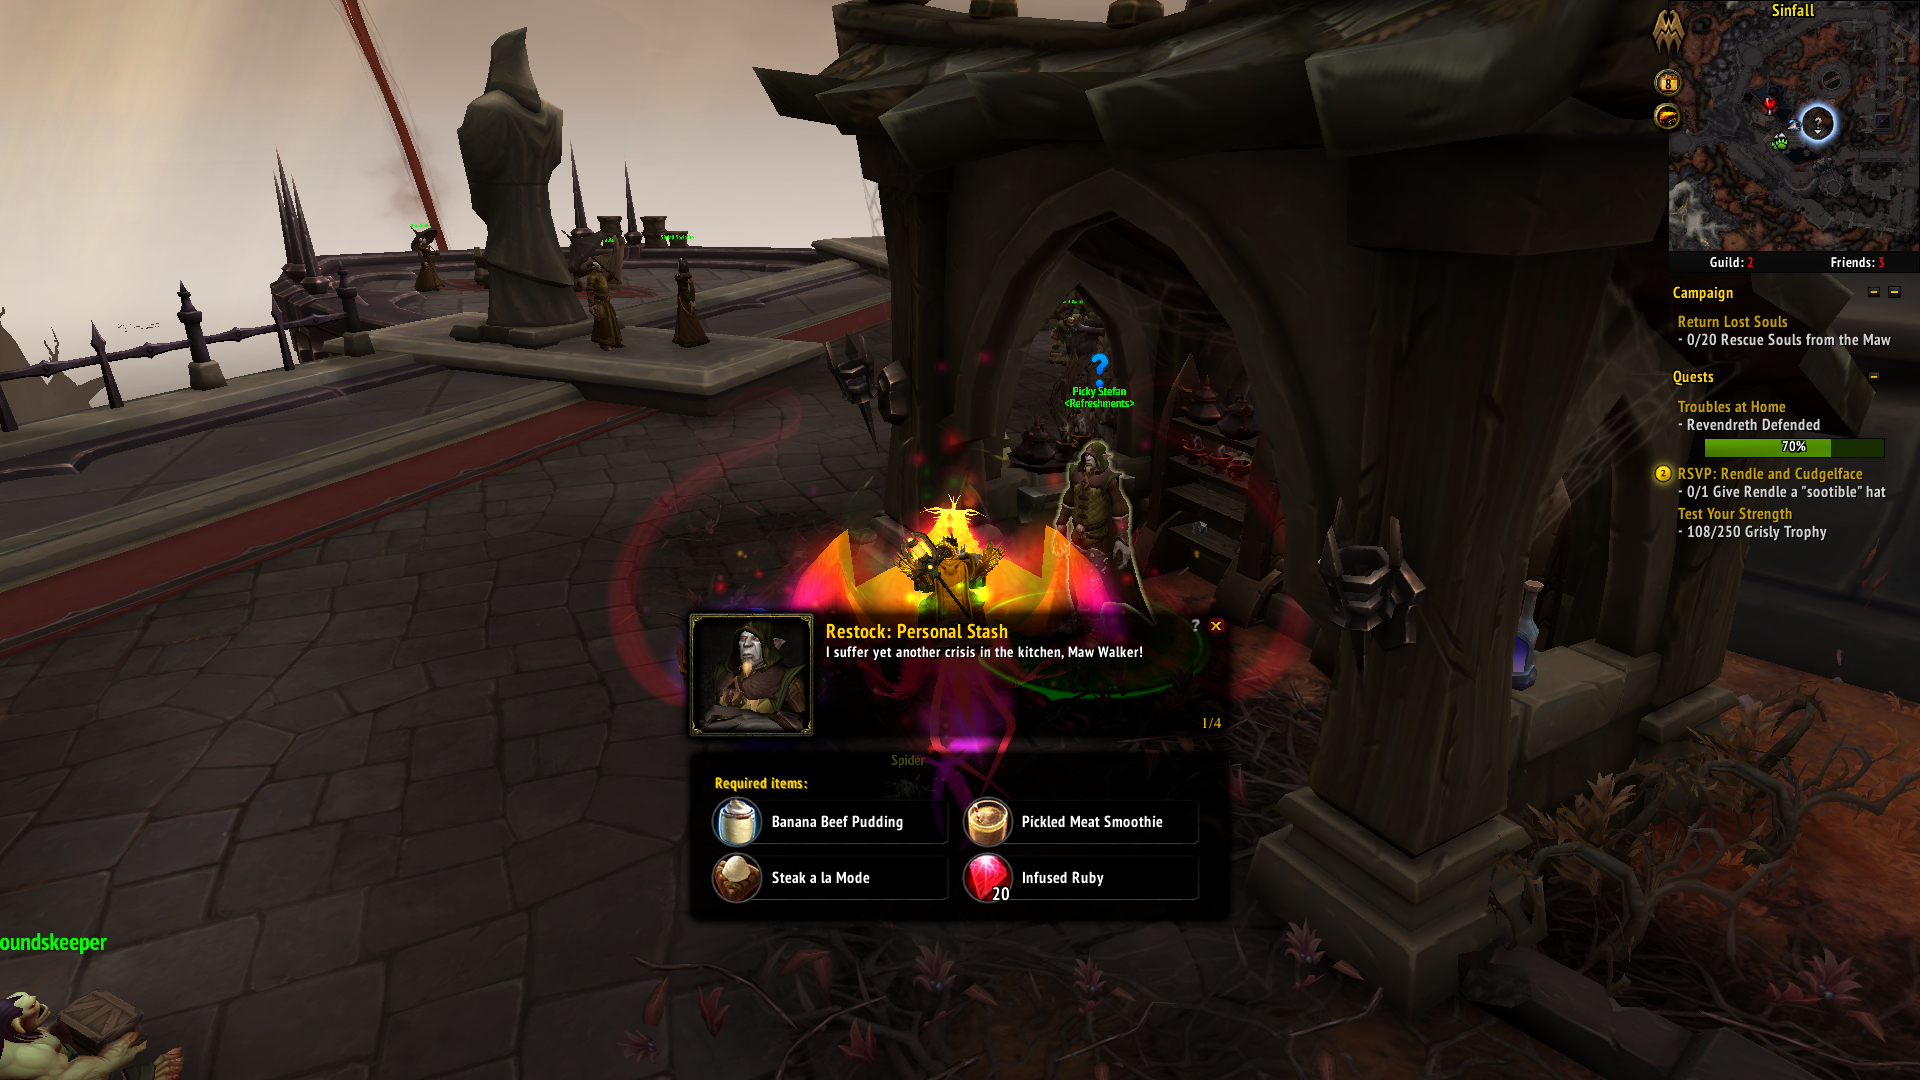 Sinfall
8
Guild: 2
Friends: 3
Campaign
Return Lost Souls
- 0/20 Rescue Souls from the Maw
Quests
Troubles at Home
- Revendreth Defended
70%
2
RSVP: Rendle and Cudgelface
- 0/1 Give Rendle a "sootible" hat
Test Your Strength
- 108/250 Grisly Trophy
?
Picky Stefan
<Refreshments>
Restock: Personal Stash
?
I suffer yet another crisis in the kitchen, Maw Walker!
1/4
Spider
Required items:
Banana Beef Pudding
Pickled Meat Smoothie
Steak a la Mode
20
Infused Ruby
oundskeeper